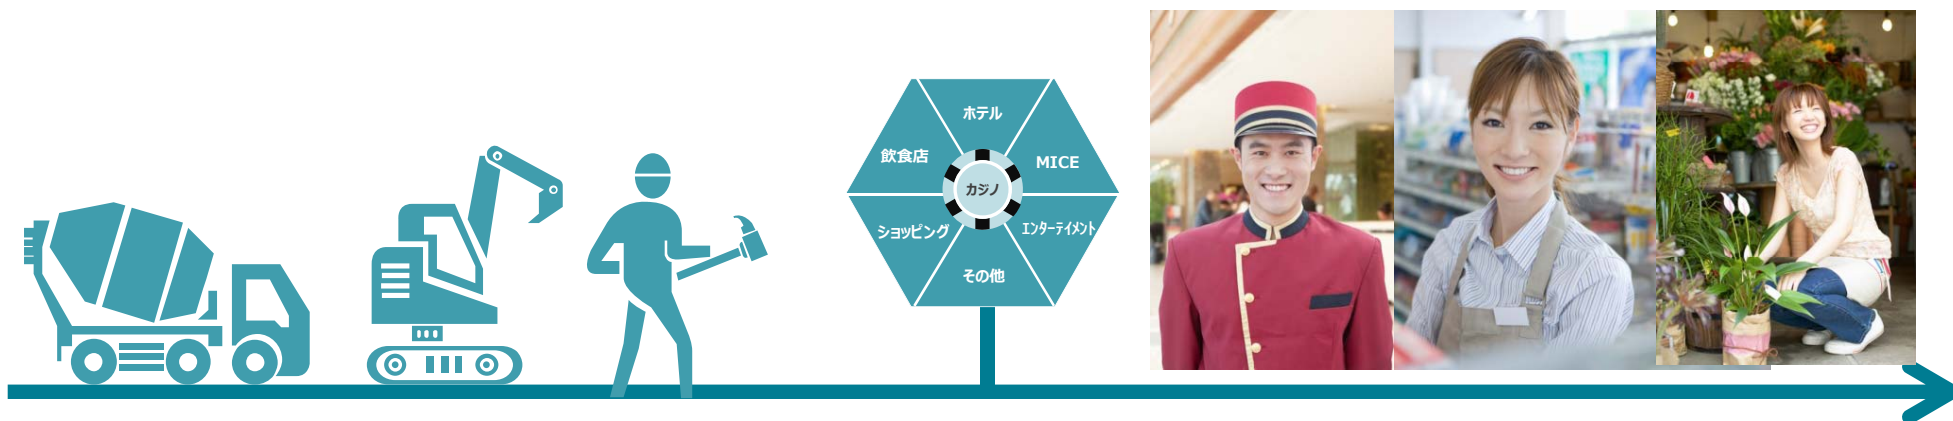 ホテル
飲食店
MICE
カジノ
ショッピング
エンターテイメント
その他